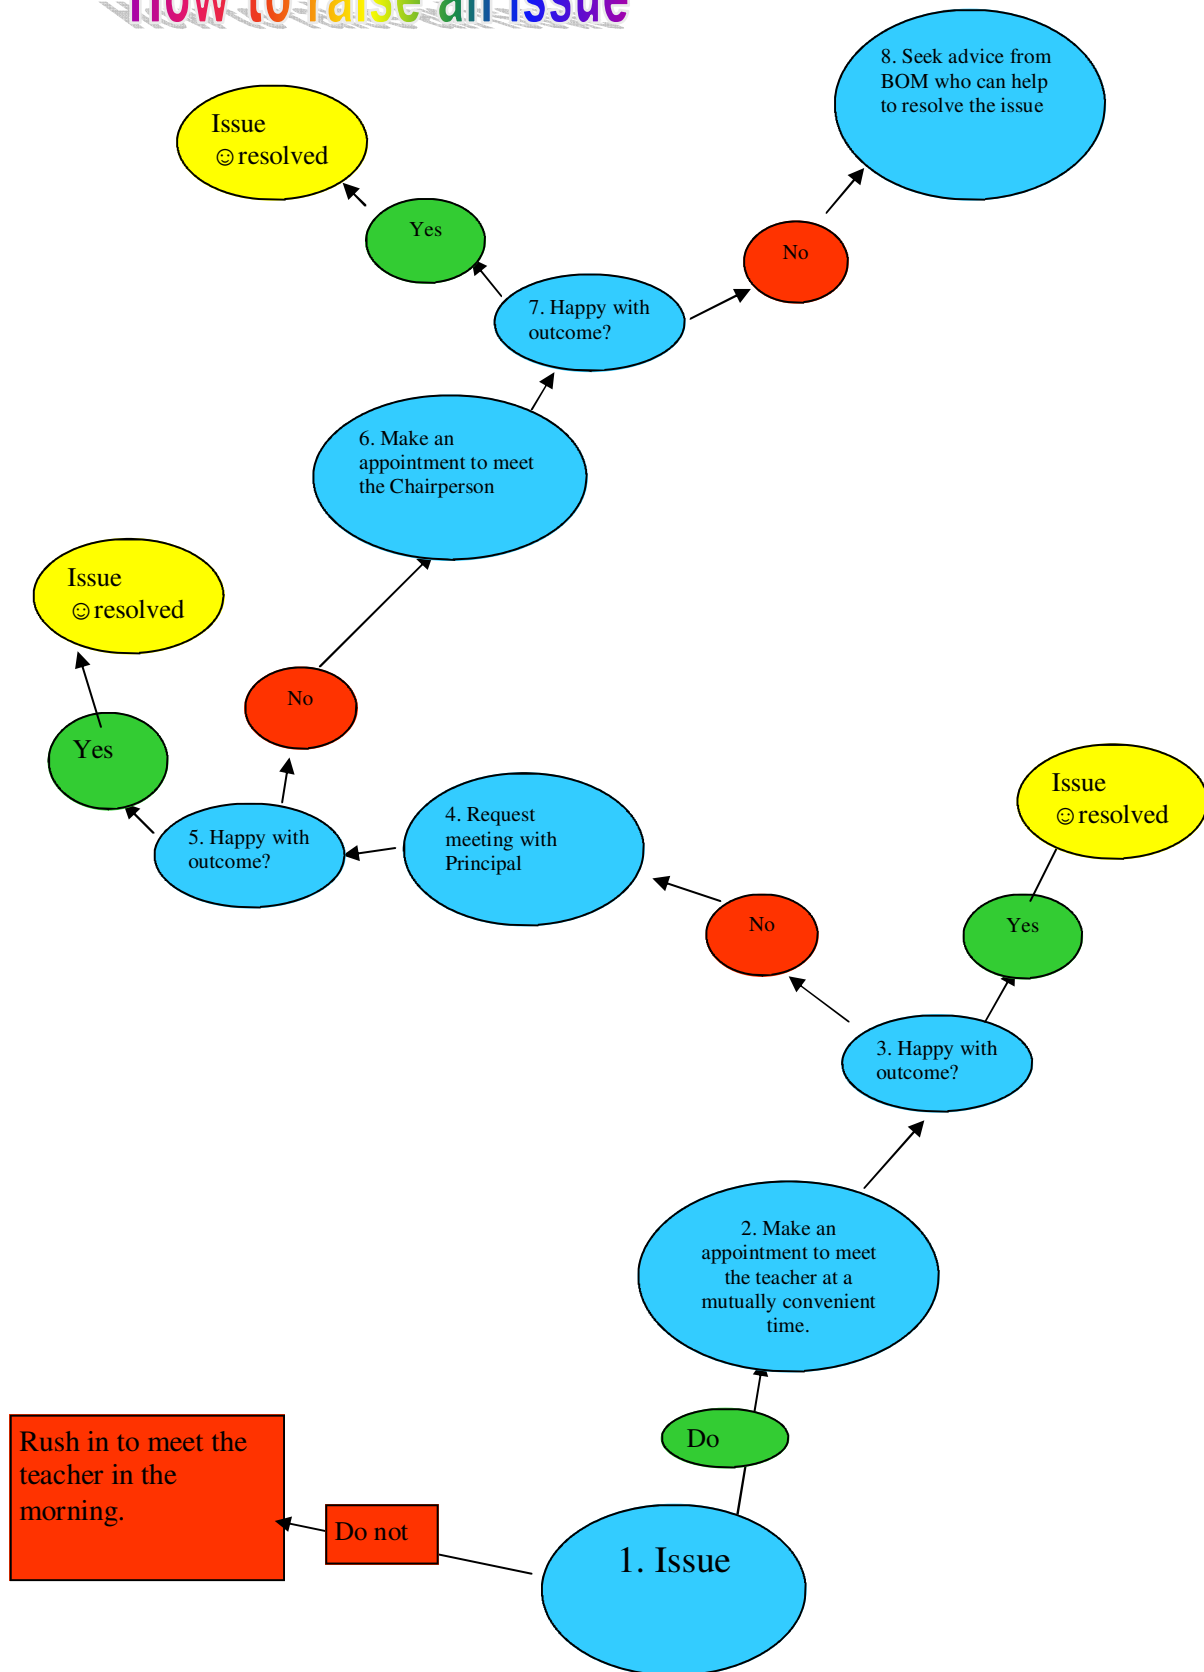 How to raise an issue
8. Seek advice from
BOM who can help
to resolve the issue
Issue
☺resolved
Yes
No
7. Happy with
outcome?
6. Make an
appointment to meet
the Chairperson
Issue
☺resolved
No
Yes
5. Happy with
outcome?
4. Request
meeting with
Principal
Issue
☺resolved
No
Yes
3. Happy with
outcome?
2. Make an
appointment to meet
the teacher at a
mutually convenient
time.
Do
Rush in to meet the
teacher in the
morning.
Do not
1. Issue